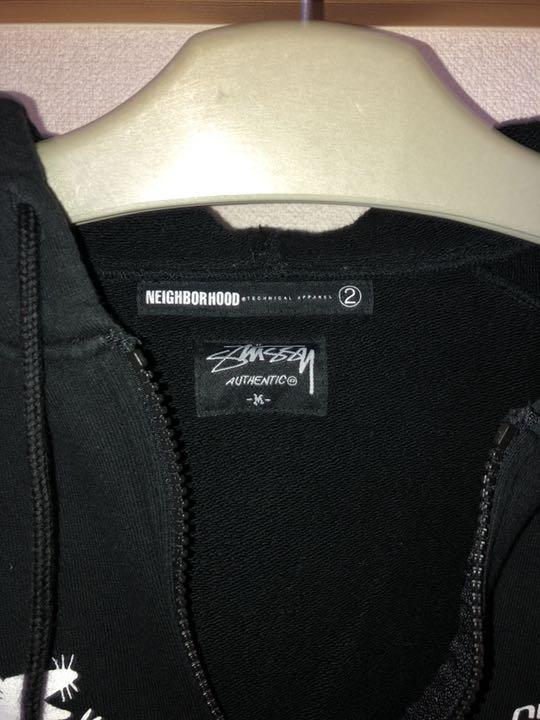 NEIGHBORHOOD ®TECHNICAL APPAREL ②
STÜSSY
AUTHENTIC
-M-